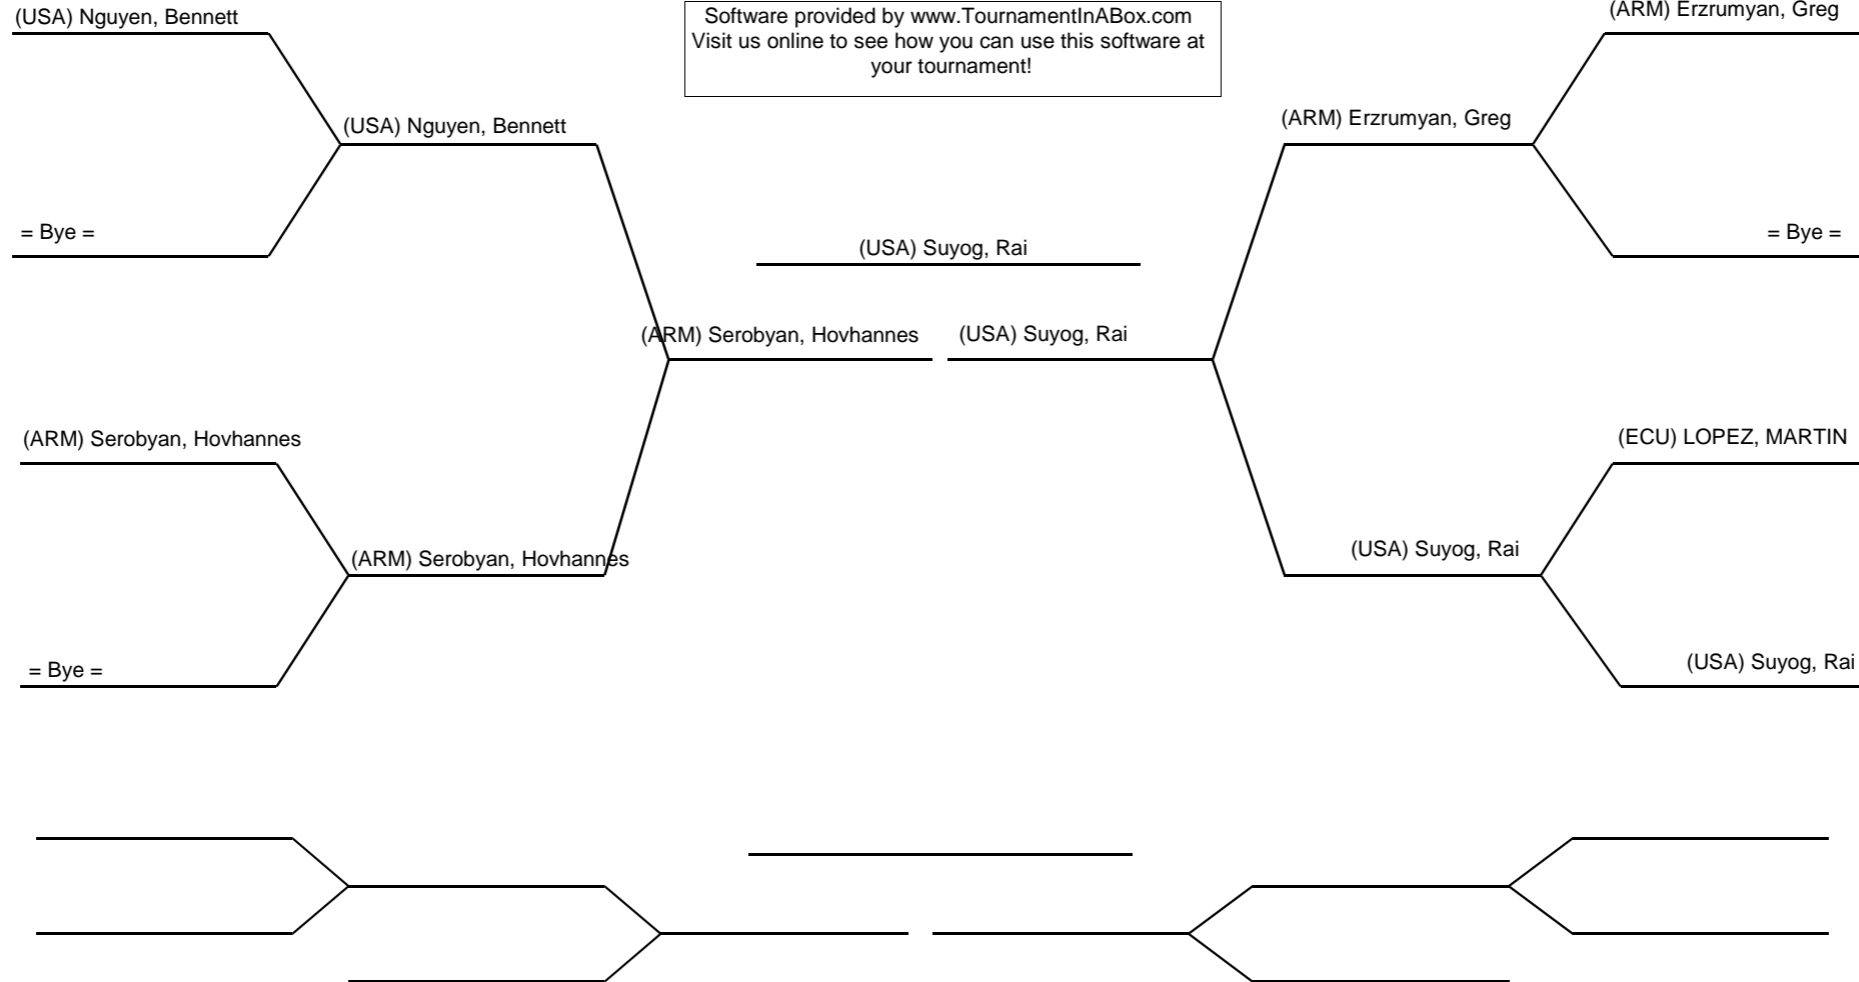 (USA) Nguyen, Bennett
Software provided by www.TournamentInABox.com
Visit us online to see how you can use this software at
your tournament!
(ARM) Erzrumyan, Greg
(USA) Nguyen, Bennett
(ARM) Erzrumyan, Greg
= Bye =
(USA) Suyog, Rai
= Bye =
(ARM) Serobyan, Hovhannes
(USA) Suyog, Rai
(ARM) Serobyan, Hovhannes
(ECU) LOPEZ, MARTIN
(ARM) Serobyan, Hovhannes
(USA) Suyog, Rai
= Bye =
(USA) Suyog, Rai